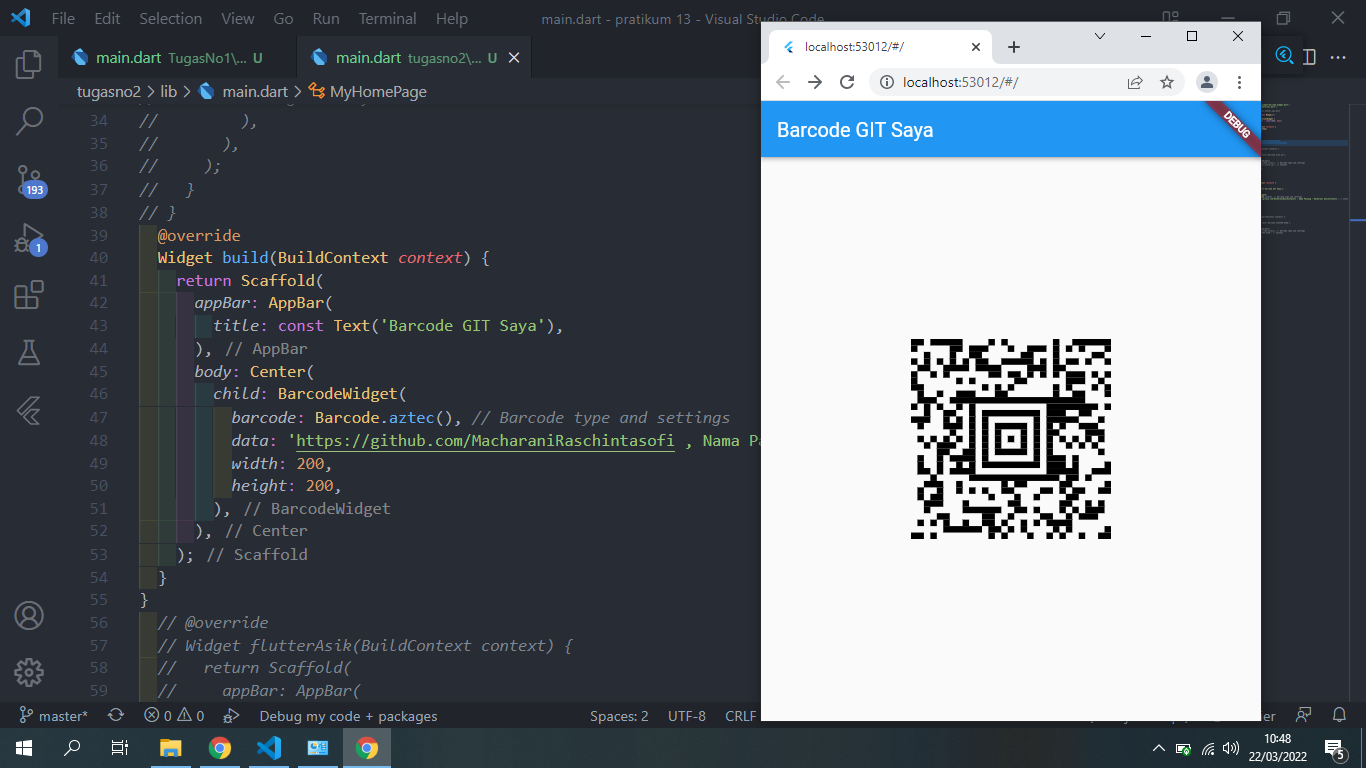 File Edit Selection View Go Run Terminal Help
main.dart - pratikum 13 - Visual Studio Code
main.dart TugasNo1\... U
main.dart tugasno2\... U
tugasno2 > lib > main.dart > MyHomePage
34 // ),
35 // ),
36 // );
37 // }
38 // }
39 @override
40 Widget build(BuildContext context) {
41 return Scaffold(
42 appBar: AppBar(
43 title: const Text('Barcode GIT Saya'),
44 ), // AppBar
45 body: Center(
46 child: BarcodeWidget(
47 barcode: Barcode.aztec(), // Barcode type and settings
48 data: 'https://github.com/MacharaniRaschintasofi , Nama Pa
49 width: 200,
50 height: 200,
51 ), // BarcodeWidget
52 ), // Center
53 ); // Scaffold
54 }
55 }
56 // @override
57 // Widget flutterAsik(BuildContext context) {
58 // return Scaffold(
59 // appBar: AppBar(
193
1
master* 0 0 Debug my code + packages Spaces: 2 UTF-8 CRLF
localhost:53012/#/
localhost:53012/#/
Barcode GIT Saya
DEBUG
10:48
22/03/2022
5